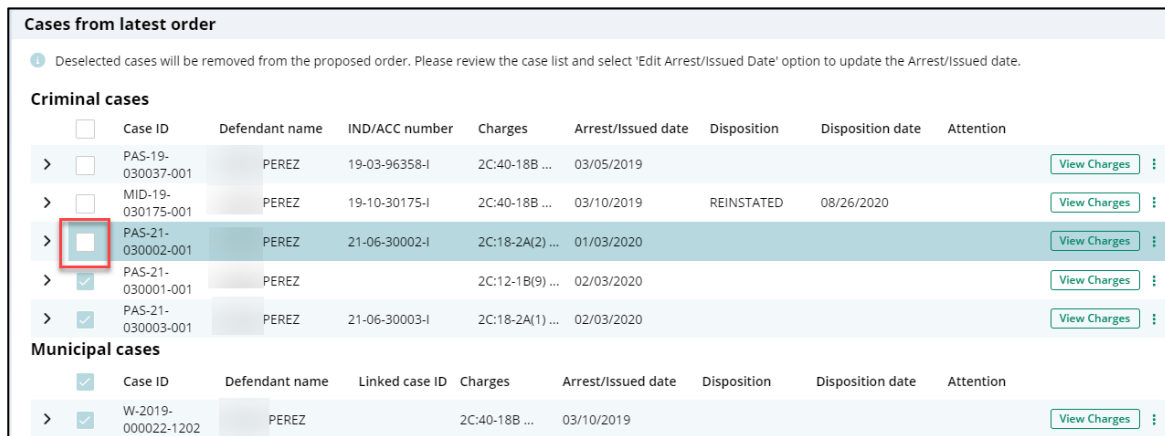 Cases from latest order
Deselected cases will be removed from the proposed order. Please review the case list and select 'Edit Arrest/Issued Date' option to update the Arrest/Issued date.
Criminal cases
Case ID Defendant name IND/ACC number Charges Arrest/Issued date Disposition Disposition date Attention
PAS-19-
030037-001 PEREZ 19-03-96358-I 2C:40-18B ... 03/05/2019 View Charges
MID-19-
030175-001 PEREZ 19-10-30175-I 2C:40-18B ... 03/10/2019 REINSTATED 08/26/2020 View Charges
PAS-21-
030002-001 PEREZ 21-06-30002-I 2C:18-2A(2) ... 01/03/2020 View Charges
PAS-21-
030001-001 PEREZ 2C:12-1B(9) ... 02/03/2020 View Charges
PAS-21-
030003-001 PEREZ 21-06-30003-I 2C:18-2A(1) ... 02/03/2020 View Charges
Municipal cases
Case ID Defendant name Linked case ID Charges Arrest/Issued date Disposition Disposition date Attention
W-2019-
000022-1202 PEREZ 2C:40-18B ... 03/10/2019 View Charges